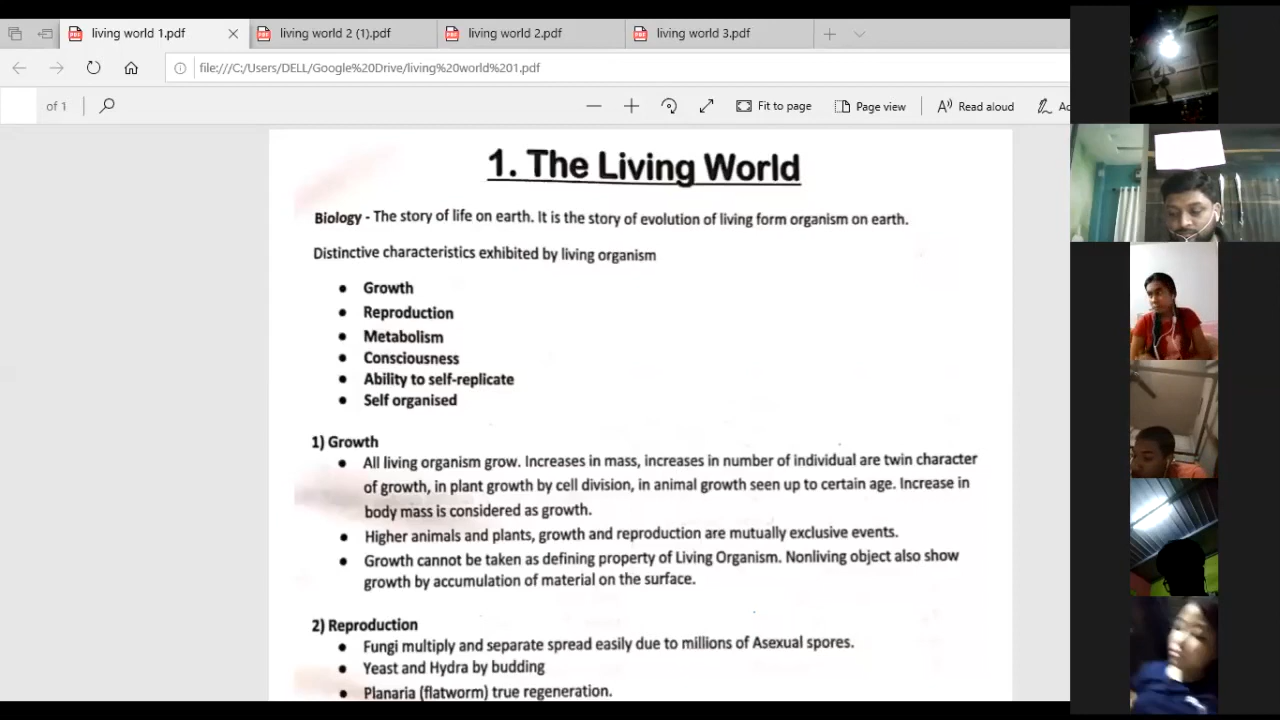 living world 1.pdf
living world 2 (1).pdf
living world 2.pdf
living world 3.pdf
file:///C:/Users/DELL/Google%20Drive/living%20world%201.pdf
of 1
Fit to page
Page view
Read aloud
1. The Living World
Biology - The story of life on earth. It is the story of evolution of living form organism on earth.
Distinctive characteristics exhibited by living organism
• Growth
• Reproduction
• Metabolism
• Consciousness
• Ability to self-replicate
• Self organised
1) Growth
• All living organism grow. Increases in mass, increases in number of individual are twin character
of growth, in plant growth by cell division, in animal growth seen up to certain age. Increase in
body mass is considered as growth.
• Higher animals and plants, growth and reproduction are mutually exclusive events.
• Growth cannot be taken as defining property of Living Organism. Nonliving object also show
growth by accumulation of material on the surface.
2) Reproduction
• Fungi multiply and separate spread easily due to millions of Asexual spores.
• Yeast and Hydra by budding
• Planaria (flatworm) true regeneration.